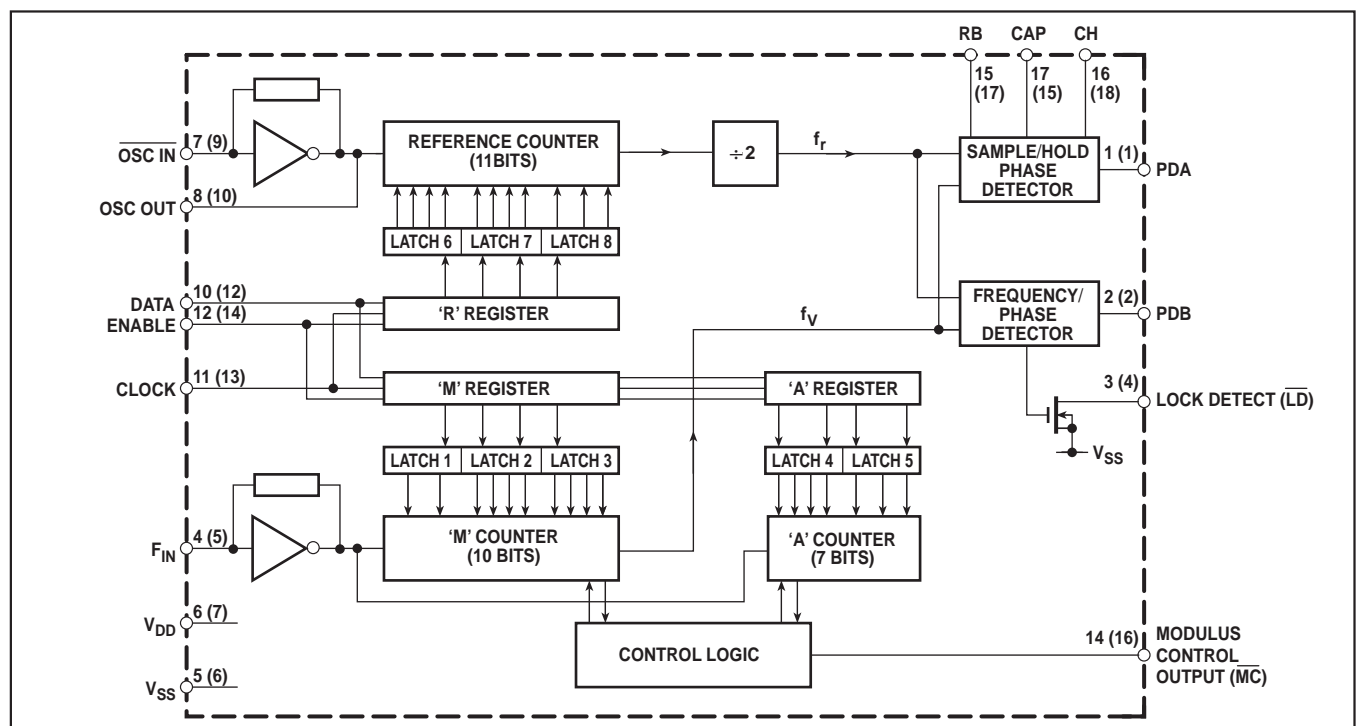 RB CAP CH
15 17 16
(17) (15) (18)
7 (9)
OSC IN
REFERENCE COUNTER
(11BITS)
÷2
fr
SAMPLE/HOLD
PHASE
DETECTOR
1 (1)
PDA
8 (10)
OSC OUT
LATCH 6 LATCH 7 LATCH 8
10 (12)
DATA
12 (14)
ENABLE
'R' REGISTER
fV
FREQUENCY/
PHASE
DETECTOR
2 (2)
PDB
11 (13)
CLOCK
'M' REGISTER
'A' REGISTER
3 (4)
LOCK DETECT (LD)
VSS
LATCH 1 LATCH 2 LATCH 3
LATCH 4 LATCH 5
4 (5)
FIN
'M' COUNTER
(10 BITS)
'A' COUNTER
(7 BITS)
6 (7)
VDD
CONTROL LOGIC
14 (16)
MODULUS
CONTROL
OUTPUT (MC)
5 (6)
VSS